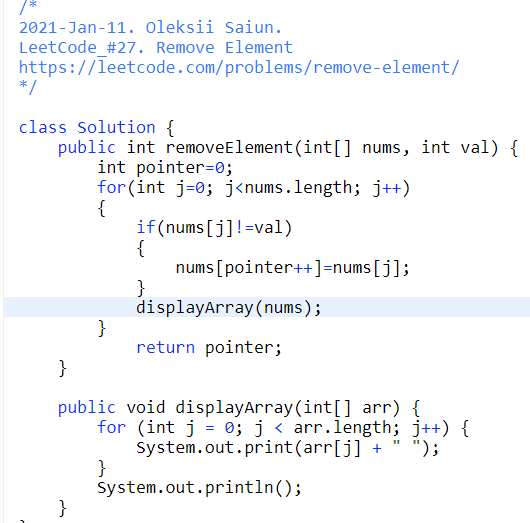 /*
2021-Jan-11. Oleksii Saiun.
LeetCode_#27. Remove Element
https://leetcode.com/problems/remove-element/
*/
class Solution {
public int removeElement(int[] nums, int val) {
int pointer=0;
for(int j=0; j<nums.length; j++)
{
if(nums[j]!=val)
{
nums[pointer++]=nums[j];
}
displayArray(nums);
}
return pointer;
}
public void displayArray(int[] arr) {
for (int j = 0; j < arr.length; j++) {
System.out.print(arr[j] + " ");
}
System.out.println();
}